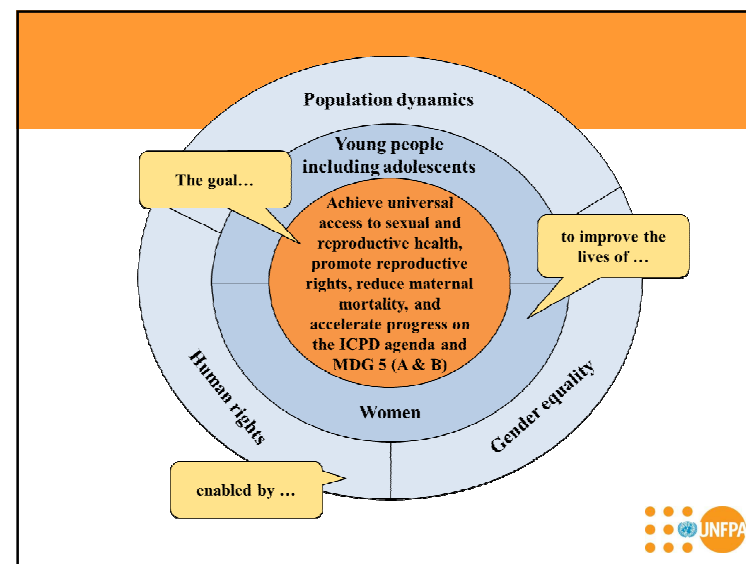 Population dynamics
Young people
including adolescents
The goal…
Achieve universal
access to sexual and
reproductive health,
promote reproductive
rights, reduce maternal
mortality, and
accelerate progress on
the ICPD agenda and
MDG 5 (A & B)
to improve the
lives of …
Women
Human rights
Gender equality
enabled by …
UNFPA